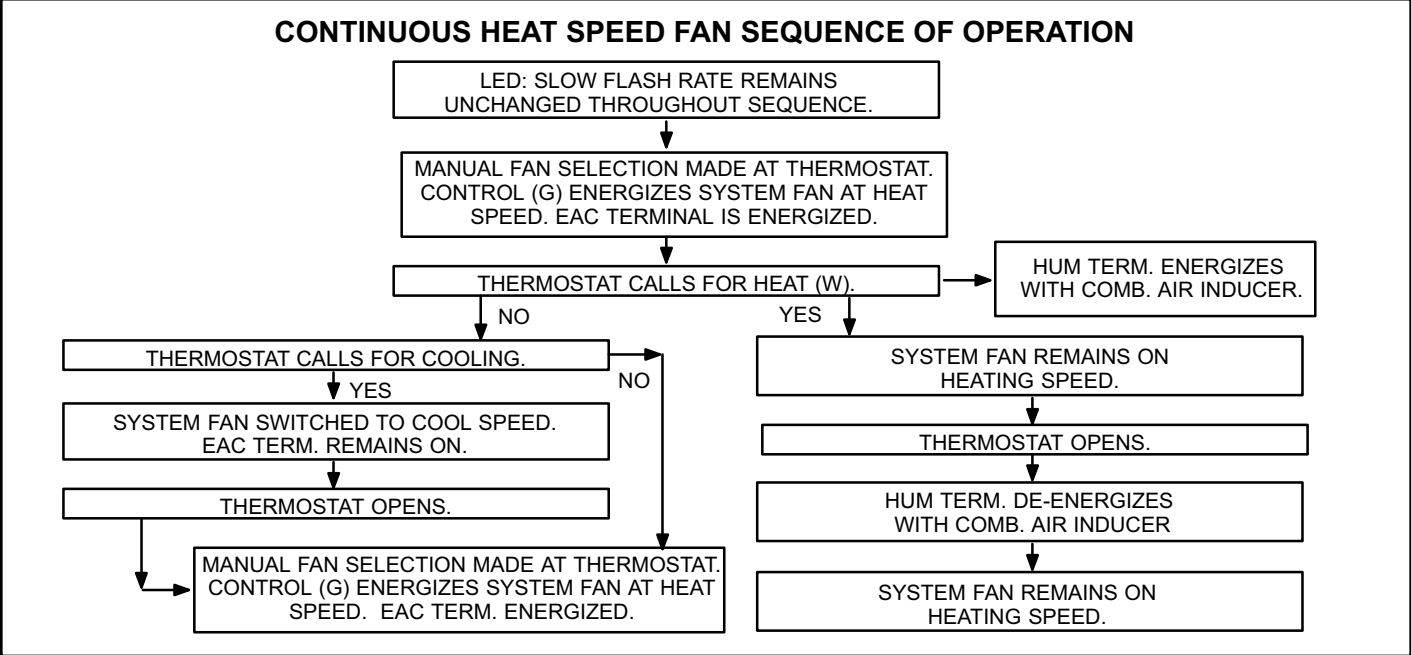 CONTINUOUS HEAT SPEED FAN SEQUENCE OF OPERATION
LED: SLOW FLASH RATE REMAINS
UNCHANGED THROUGHOUT SEQUENCE.
MANUAL FAN SELECTION MADE AT THERMOSTAT.
CONTROL (G) ENERGIZES SYSTEM FAN AT HEAT
SPEED. EAC TERMINAL IS ENERGIZED.
THERMOSTAT CALLS FOR HEAT (W).
HUM TERM. ENERGIZES
WITH COMB. AIR INDUCER.
NO
YES
THERMOSTAT CALLS FOR COOLING.
NO
YES
SYSTEM FAN SWITCHED TO COOL SPEED.
EAC TERM. REMAINS ON.
THERMOSTAT OPENS.
MANUAL FAN SELECTION MADE AT THERMOSTAT.
CONTROL (G) ENERGIZES SYSTEM FAN AT HEAT
SPEED. EAC TERM. ENERGIZED.
SYSTEM FAN REMAINS ON
HEATING SPEED.
THERMOSTAT OPENS.
HUM TERM. DE-ENERGIZES
WITH COMB. AIR INDUCER
SYSTEM FAN REMAINS ON
HEATING SPEED.